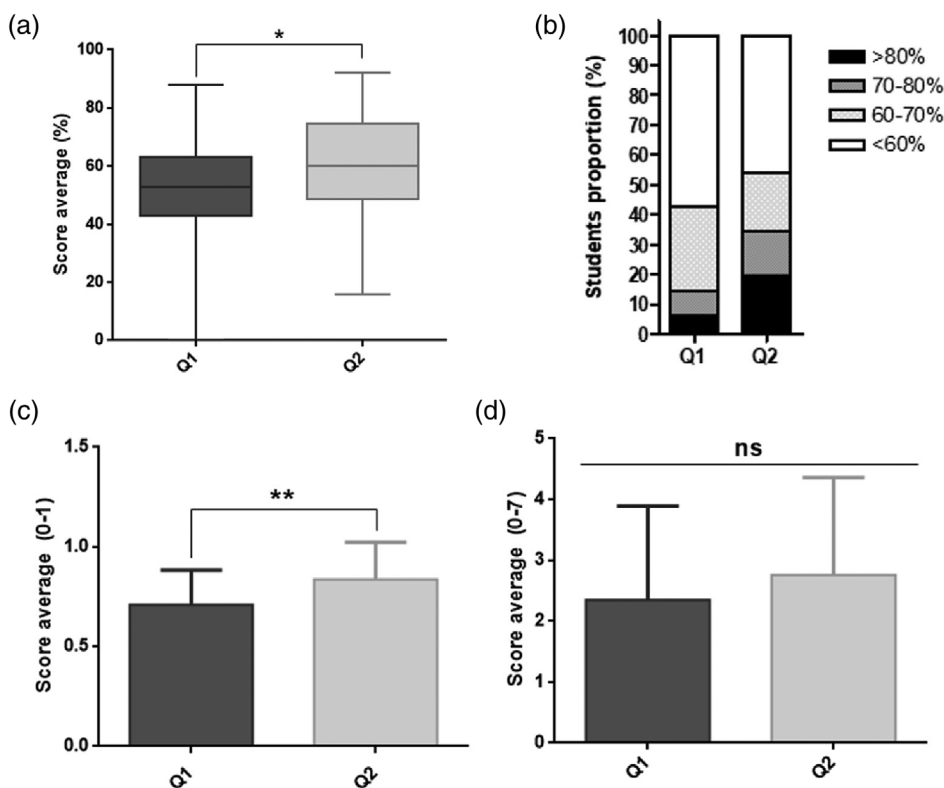 (a)
*
100
80
60
40
20
0
Score average (%)
Q1
Q2
(b)
100
90
80
70
60
50
40
30
20
10
0
Students proportion (%)
Q1 Q2
>80%
70-80%
60-70%
<60%
(c)
1.5
1.0
0.5
0.0
Score average (0-1)
**
Q1
Q2
(d)
5
4
3
2
1
0
Score average (0-7)
ns
Q1
Q2